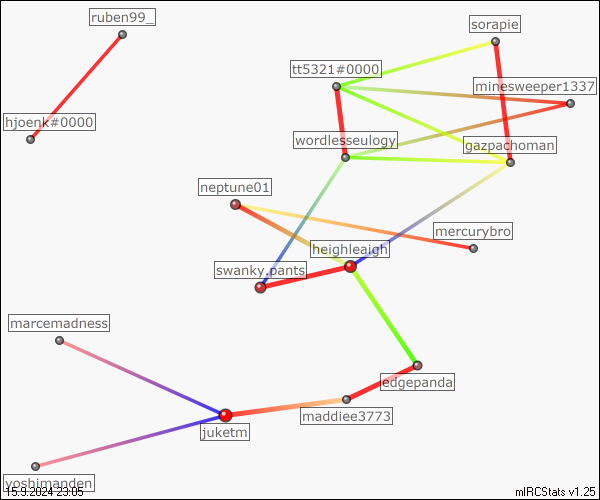 ruben99_
sorapie
tt5321#0000
minesweeper1337
hjoenk#0000
wordlesseulogy
gazpachoman
neptune01
mercurybro
heighleaigh
swanky.pants
marcemadness
edgepanda
maddiee3773
juketm
yoshimanden
15.9.2024 23:05
mIRCStats v1.25